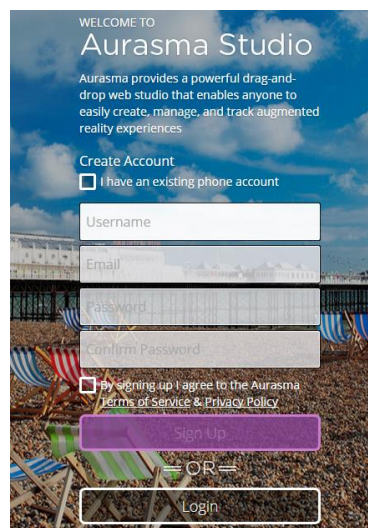 WELCOME TO
Aurasma Studio
Aurasma provides a powerful drag-and-
drop web studio that enables anyone to
easily create, manage, and track augmented
reality experiences
Create Account
I have an existing phone account
Username
Email
Password
Confirm Password
By signing up I agree to the Aurasma
Terms of Service & Privacy Policy
Sign Up
OR
Login